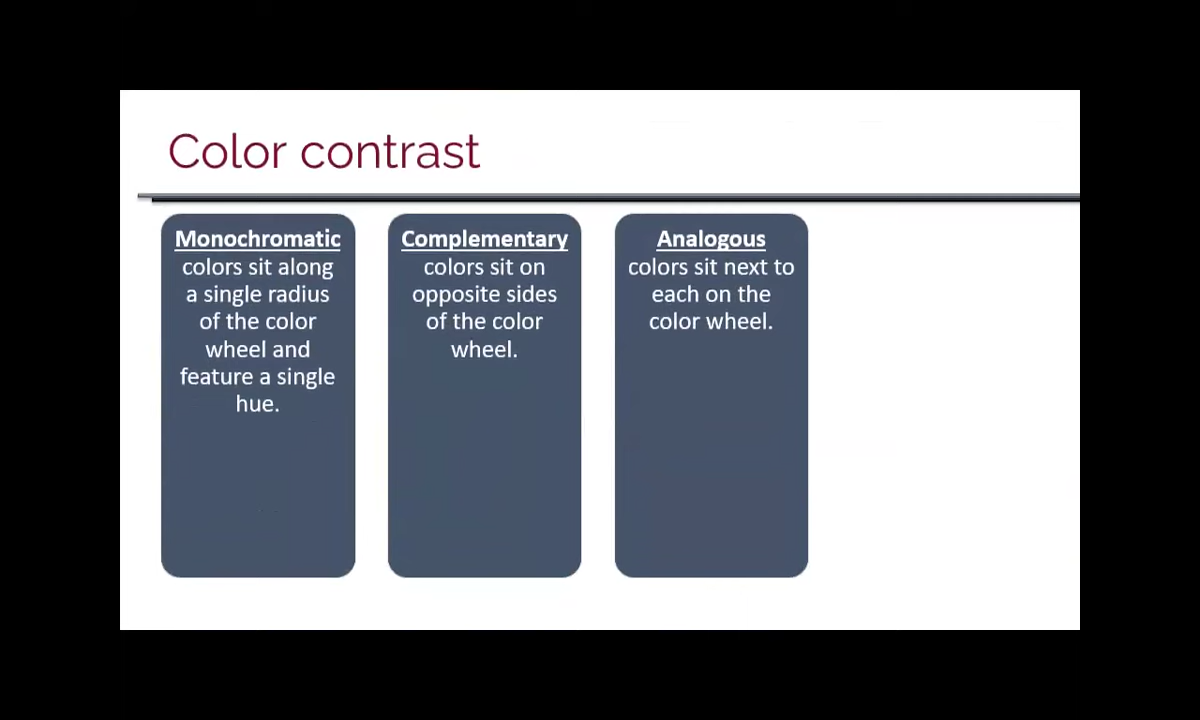 Color contrast
Monochromatic
colors sit along
a single radius
of the color
wheel and
feature a single
hue.
Complementary
colors sit on
opposite sides
of the color
wheel.
Analogous
colors sit next to
each on the
color wheel.